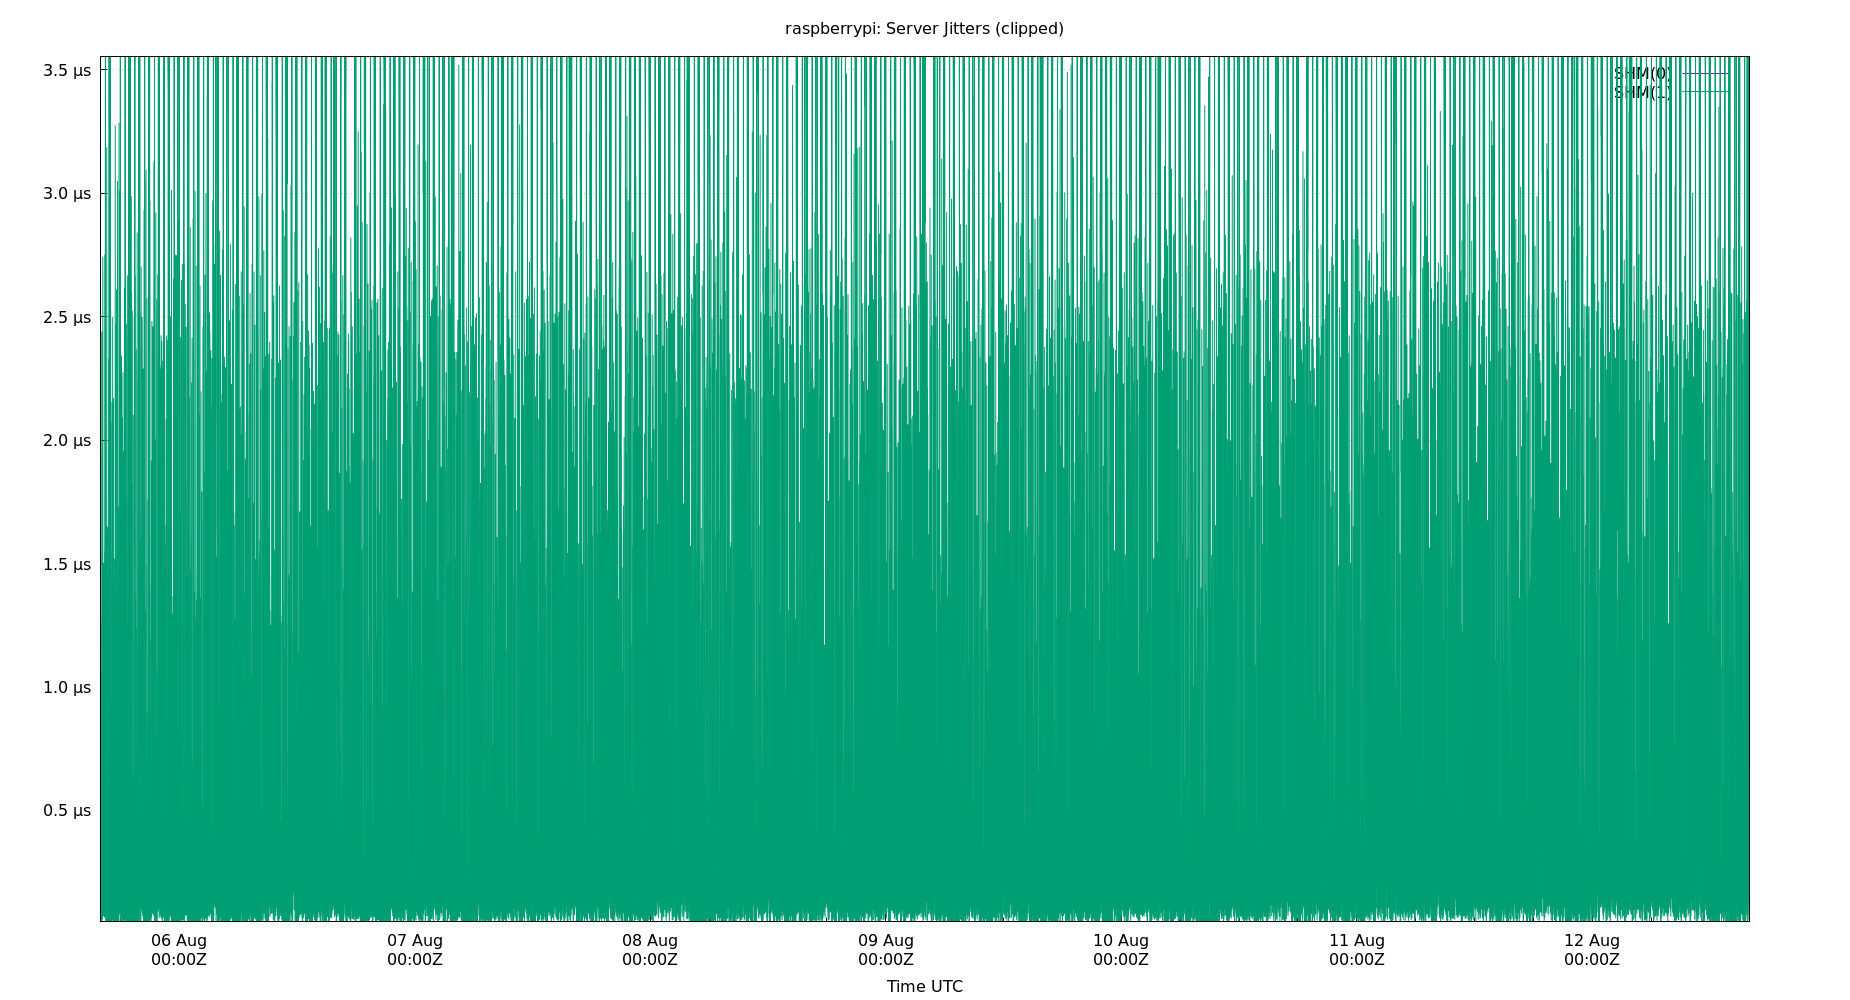 raspberrypi: Server Jitters (clipped)
SHM(0)
SHM(1)
3.5 μs
3.0 μs
2.5 μs
2.0 μs
1.5 μs
1.0 μs
0.5 μs
06 Aug 07 Aug 08 Aug 09 Aug 10 Aug 11 Aug 12 Aug
00:00Z 00:00Z 00:00Z 00:00Z 00:00Z 00:00Z 00:00Z
Time UTC